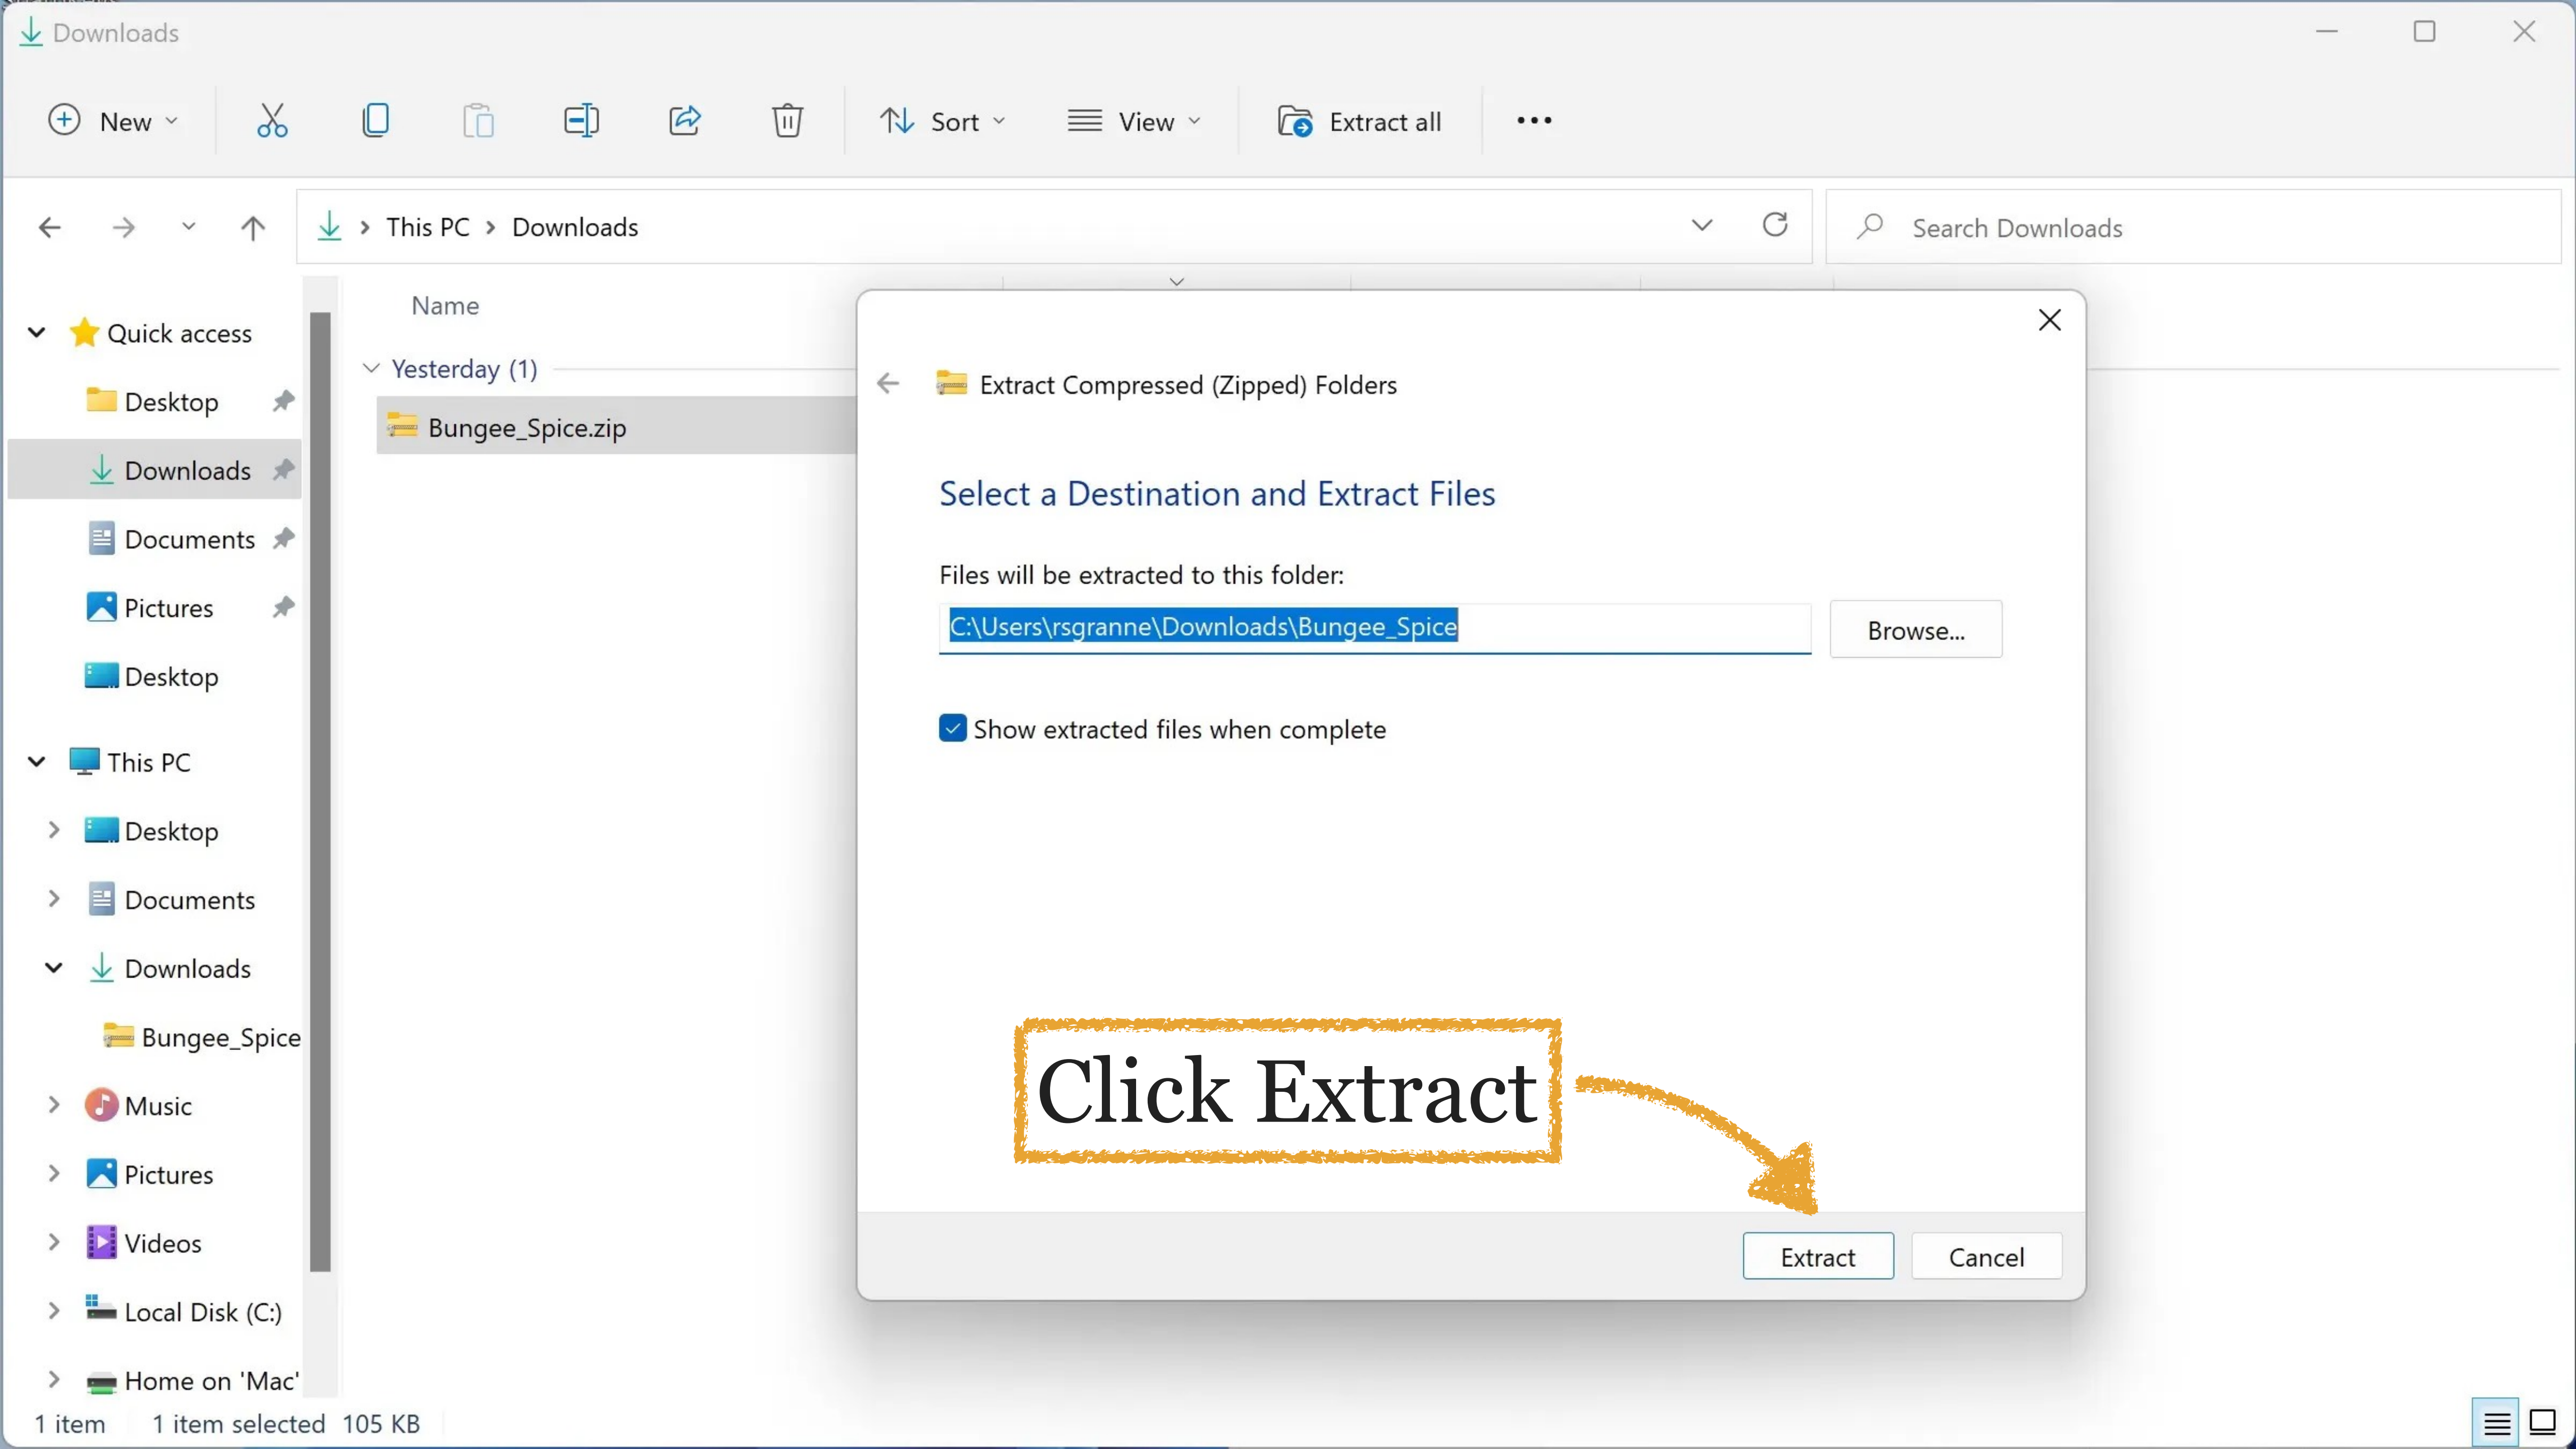 Downloads
New
Sort
View
Extract all
This PC
Downloads
Search Downloads
Name
Yesterday (1)
Bungee_Spice.zip
Quick access
Desktop
Downloads
Documents
Pictures
Desktop
This PC
Desktop
Documents
Downloads
Bungee_Spice
Music
Pictures
Videos
Local Disk (C:)
Home on 'Mac'
Extract Compressed (Zipped) Folders
Select a Destination and Extract Files
Files will be extracted to this folder:
C:\Users\rsgranne\Downloads\Bungee_Spice
Browse...
Show extracted files when complete
Click Extract
Extract
Cancel
1 item
1 item selected 105 KB